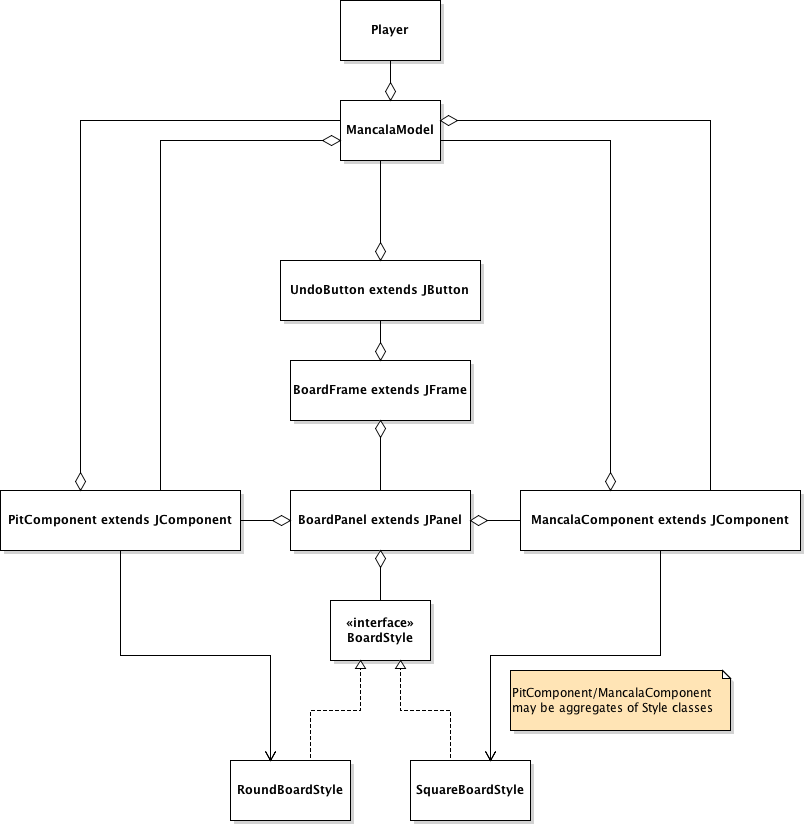 Player
MancalaModel
UndoButton extends JButton
BoardFrame extends JFrame
PitComponent extends JComponent
BoardPanel extends JPanel
MancalaComponent extends JComponent
«interface»
BoardStyle
PitComponent/MancalaComponent
may be aggregates of Style classes
RoundBoardStyle
SquareBoardStyle